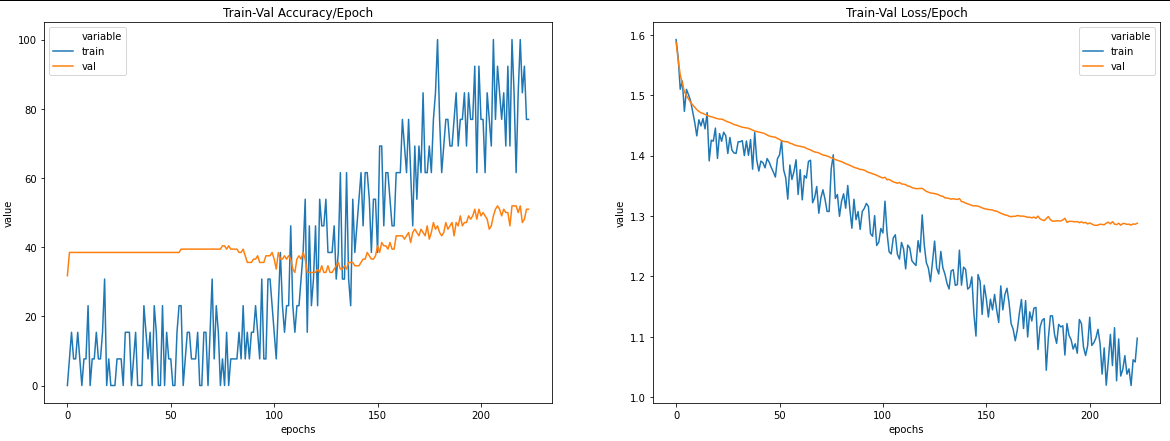 Train-Val Accuracy/Epoch
variable
train
val
value
100
80
60
40
20
0
0
50
100
150
200
epochs
Train-Val Loss/Epoch
variable
train
val
value
1.6
1.5
1.4
1.3
1.2
1.1
1.0
0
50
100
150
200
epochs